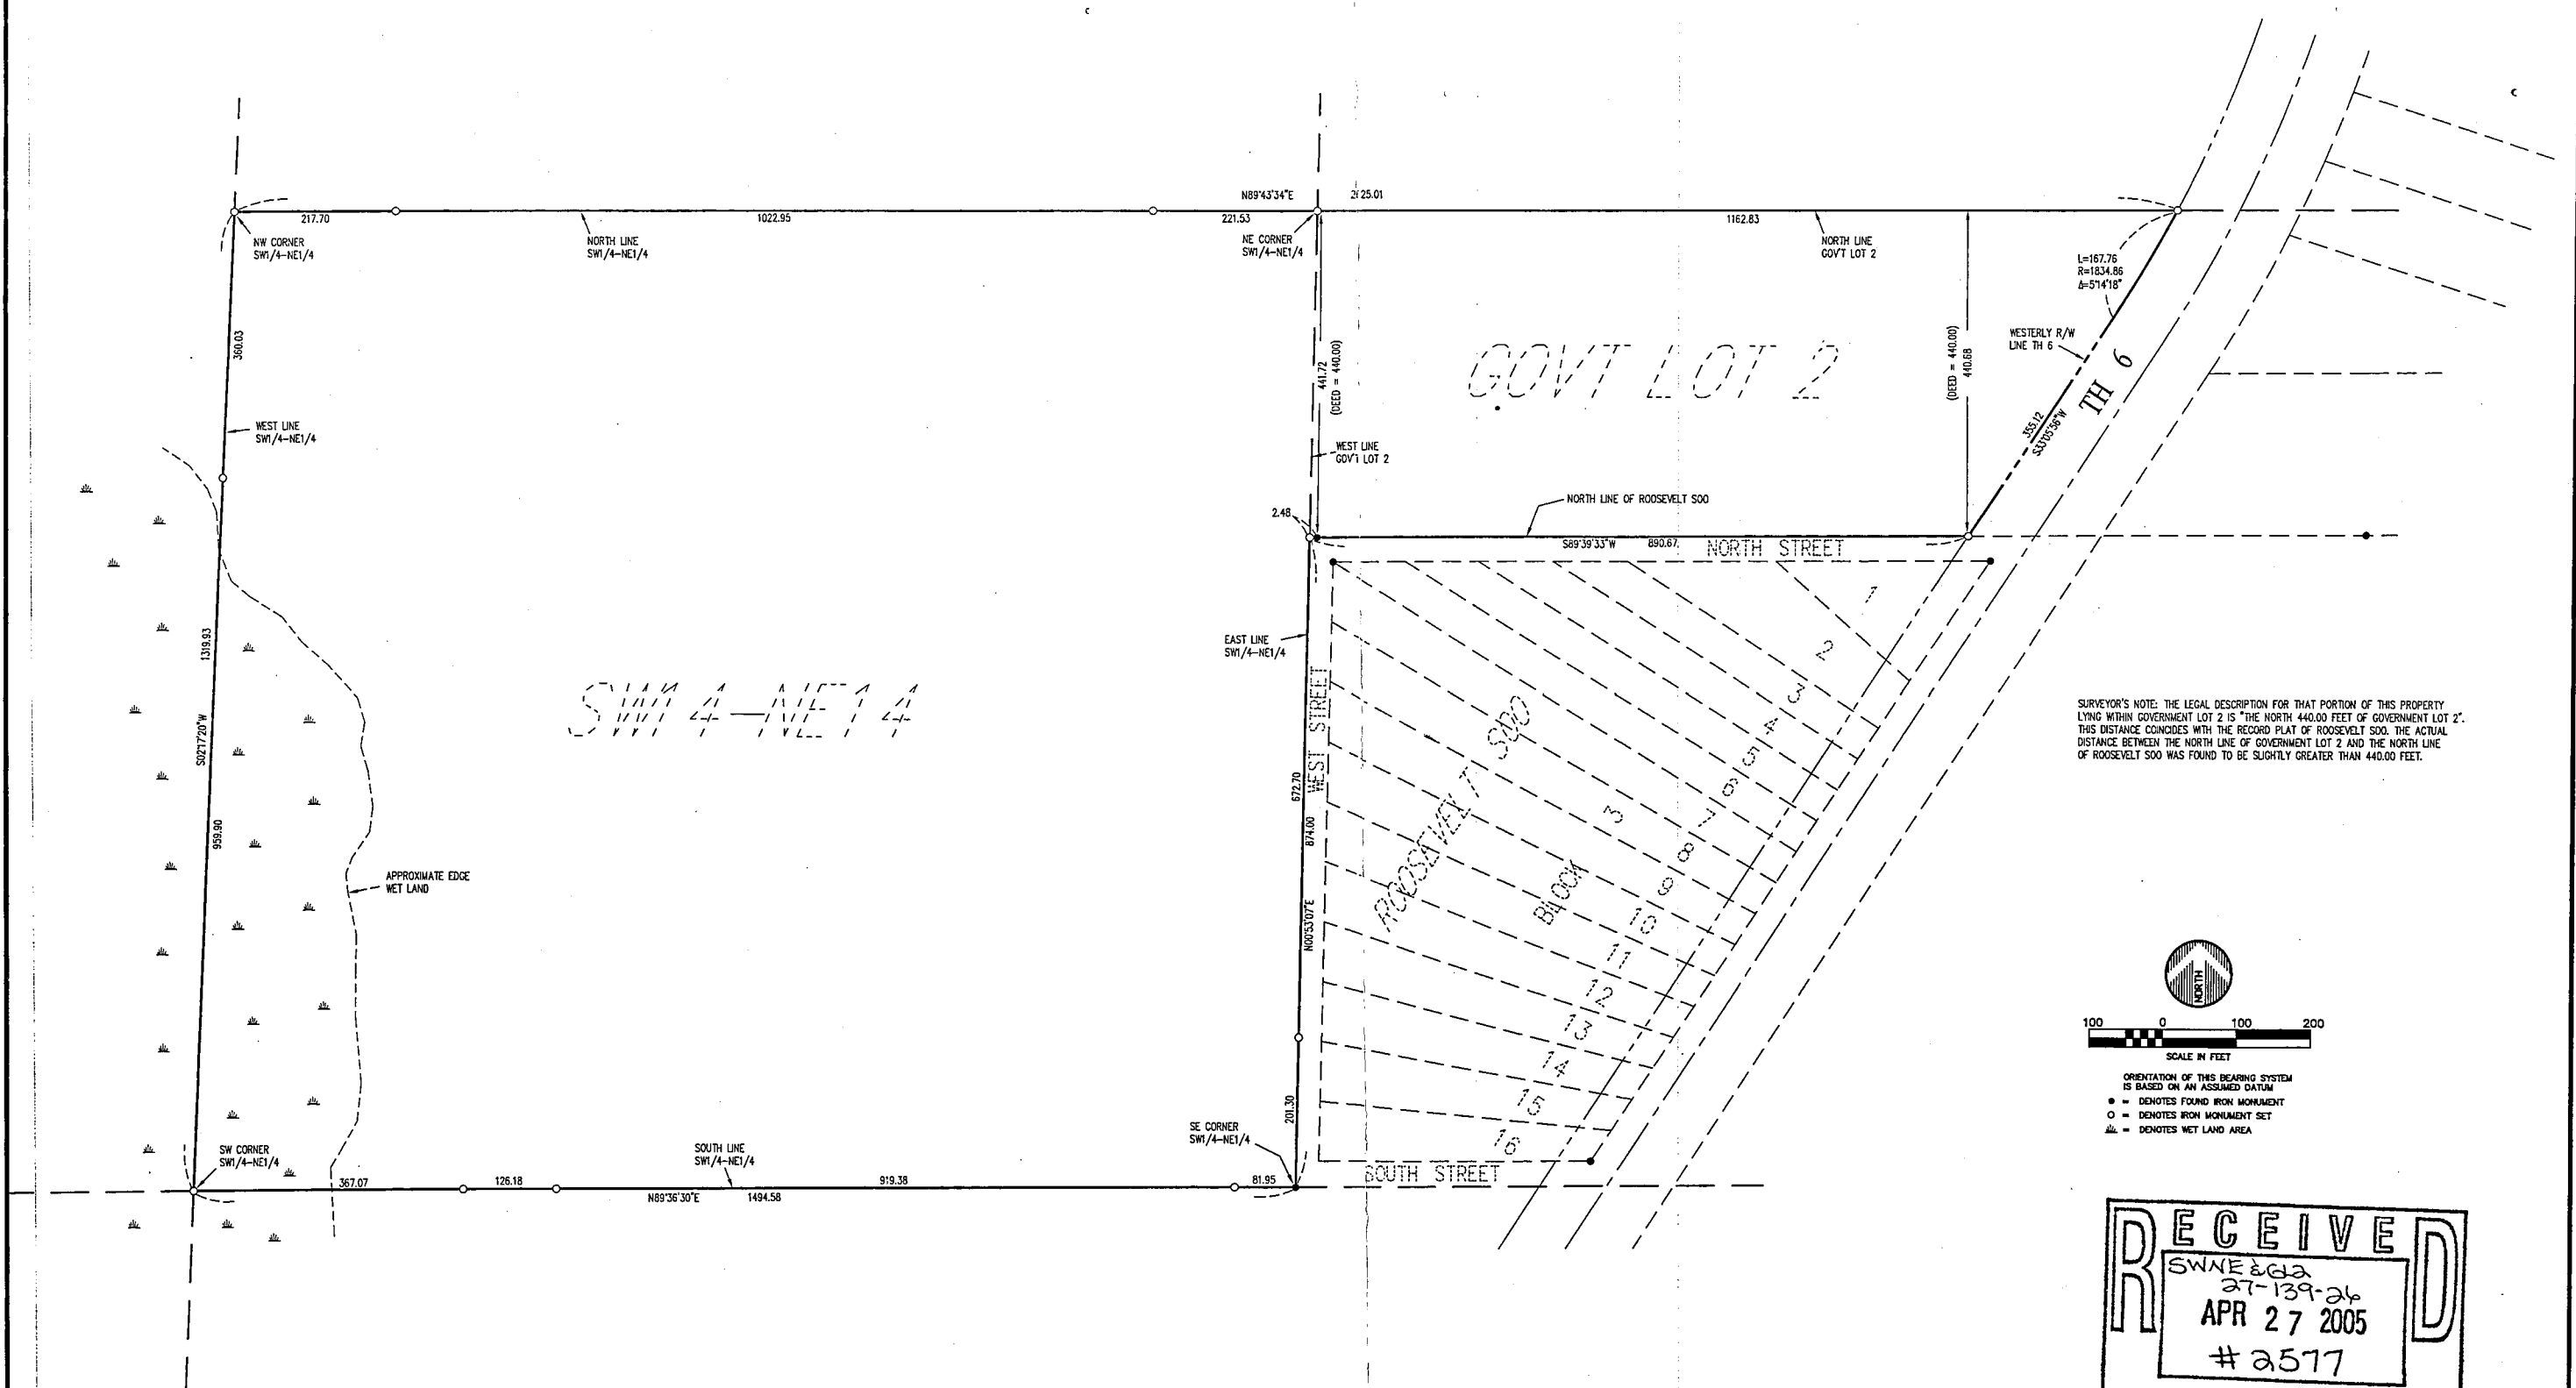 N89°43'34"E 2625.01
217.70
1022.95
221.53
1162.83
NW CORNER
SW1/4-NE1/4
NORTH LINE
SW1/4-NE1/4
NE CORNER
SW1/4-NE1/4
NORTH LINE
GOV'T LOT 2
L=167.76
R=1834.86
Δ=5°14'18"
WESTERLY R/W
LINE TH 6
TH 6
360.03
441.72
(DEED = 440.00)
(DEED = 440.00)
440.68
GOVT LOT 2
355.12
S33°05'56"W
WEST LINE
SW1/4-NE1/4
WEST LINE
GOV'T LOT 2
NORTH LINE OF ROOSEVELT SOO
2.48
S89°39'33"W 890.67
NORTH STREET
EAST LINE
SW1/4-NE1/4
1319.93
S02°17'20"W
959.90
SW14-NE14
WEST STREET
672.70
874.00
N00°53'07"E
201.30
ROOSEVELT SOO
BLOCK 3
1
2
3
4
5
6
7
8
9
10
11
12
13
14
15
16
SURVEYOR'S NOTE: THE LEGAL DESCRIPTION FOR THAT PORTION OF THIS PROPERTY
LYING WITHIN GOVERNMENT LOT 2 IS "THE NORTH 440.00 FEET OF GOVERNMENT LOT 2".
THIS DISTANCE COINCIDES WITH THE RECORD PLAT OF ROOSEVELT SOO. THE ACTUAL
DISTANCE BETWEEN THE NORTH LINE OF GOVERNMENT LOT 2 AND THE NORTH LINE
OF ROOSEVELT SOO WAS FOUND TO BE SLIGHTLY GREATER THAN 440.00 FEET.
APPROXIMATE EDGE
WET LAND
NORTH
100 0 100 200
SCALE IN FEET
ORIENTATION OF THIS BEARING SYSTEM
IS BASED ON AN ASSUMED DATUM
● = DENOTES FOUND IRON MONUMENT
○ = DENOTES IRON MONUMENT SET
= DENOTES WET LAND AREA
SW CORNER
SW1/4-NE1/4
SOUTH LINE
SW1/4-NE1/4
SE CORNER
SW1/4-NE1/4
367.07
126.18
919.38
81.95
N89°36'30"E 1494.58
SOUTH STREET
RECEIVED
SWNE & GL2
27-139-26
APR 27 2005
# 2577